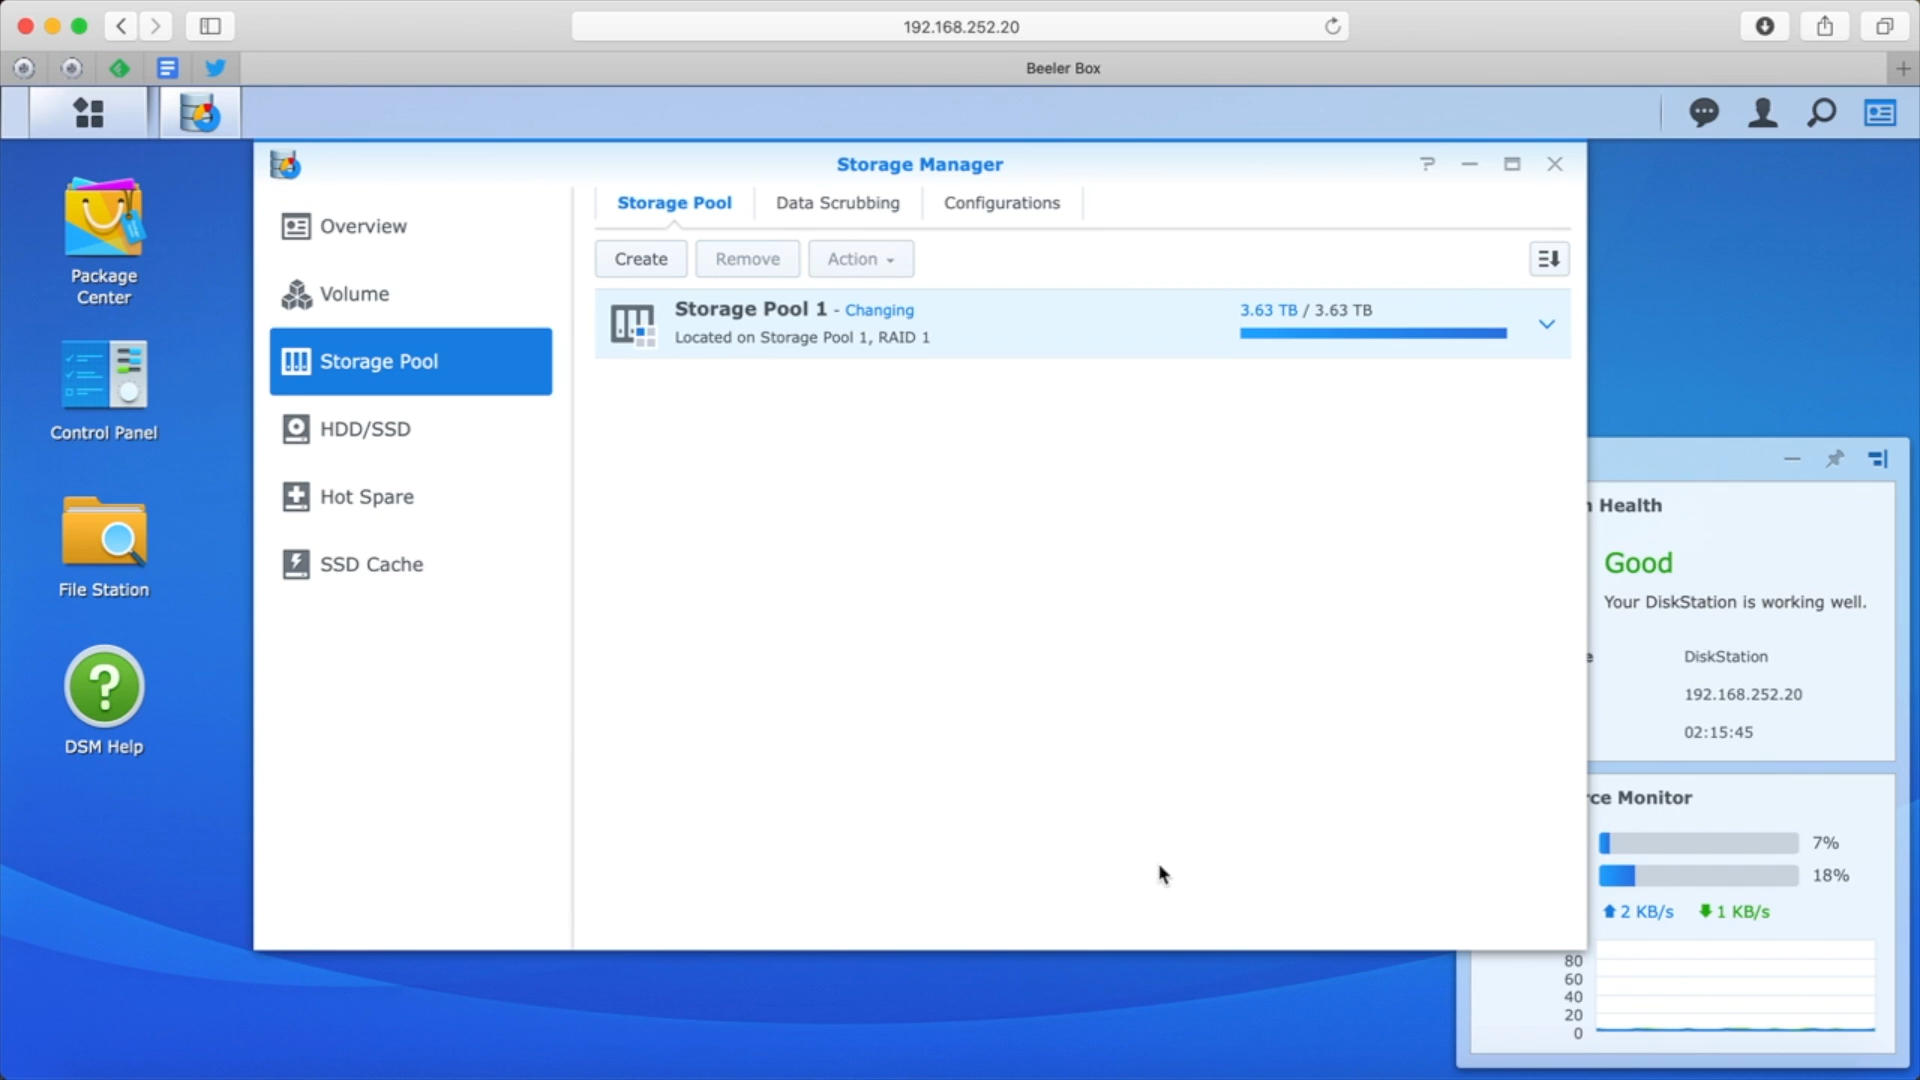 192.168.252.20
Beeler Box
Package
Center
Control Panel
File Station
DSM Help
Storage Manager
Overview
Volume
Storage Pool
HDD/SSD
Hot Spare
SSD Cache
Storage Pool
Data Scrubbing
Configurations
Create
Remove
Action
Storage Pool 1 - Changing
Located on Storage Pool 1, RAID 1
3.63 TB / 3.63 TB
Health
Good
Your DiskStation is working well.
DiskStation
192.168.252.20
02:15:45
rce Monitor
7%
18%
2 KB/s
1 KB/s
80
60
40
20
0